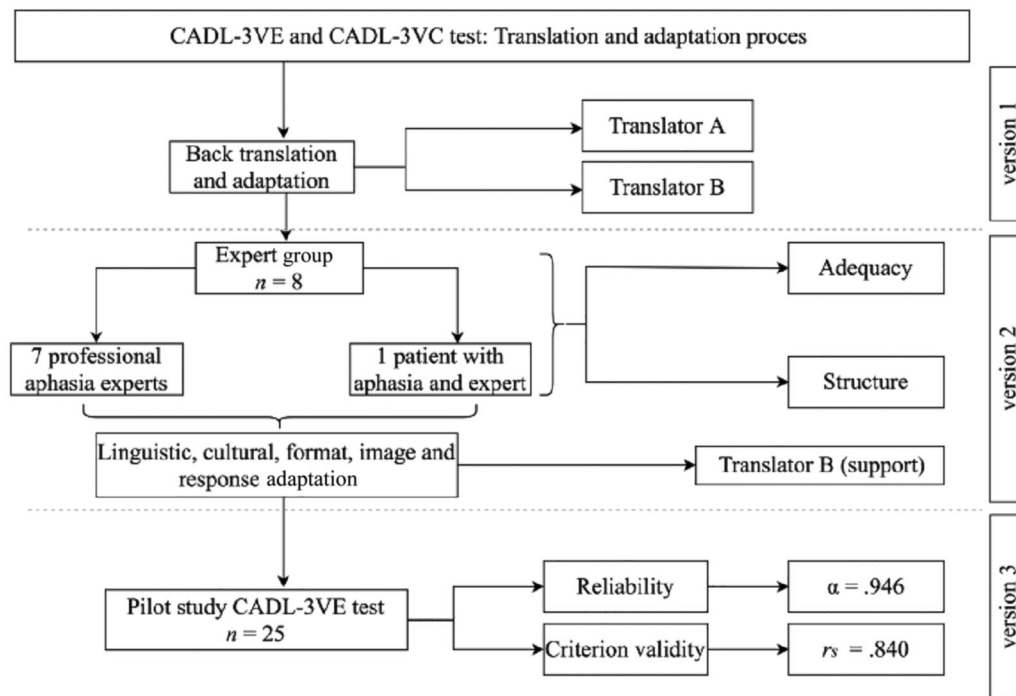 CADL-3VE and CADL-3VC test: Translation and adaptation proces
version 1
Translator A
Back translation
and adaptation
Translator B
Expert group
n = 8
Adequacy
version 2
7 professional
aphasia experts
1 patient with
aphasia and expert
Structure
Linguistic, cultural, format, image and
response adaptation
Translator B (support)
version 3
Pilot study CADL-3VE test
n = 25
Reliability
α = .946
Criterion validity
rs = .840